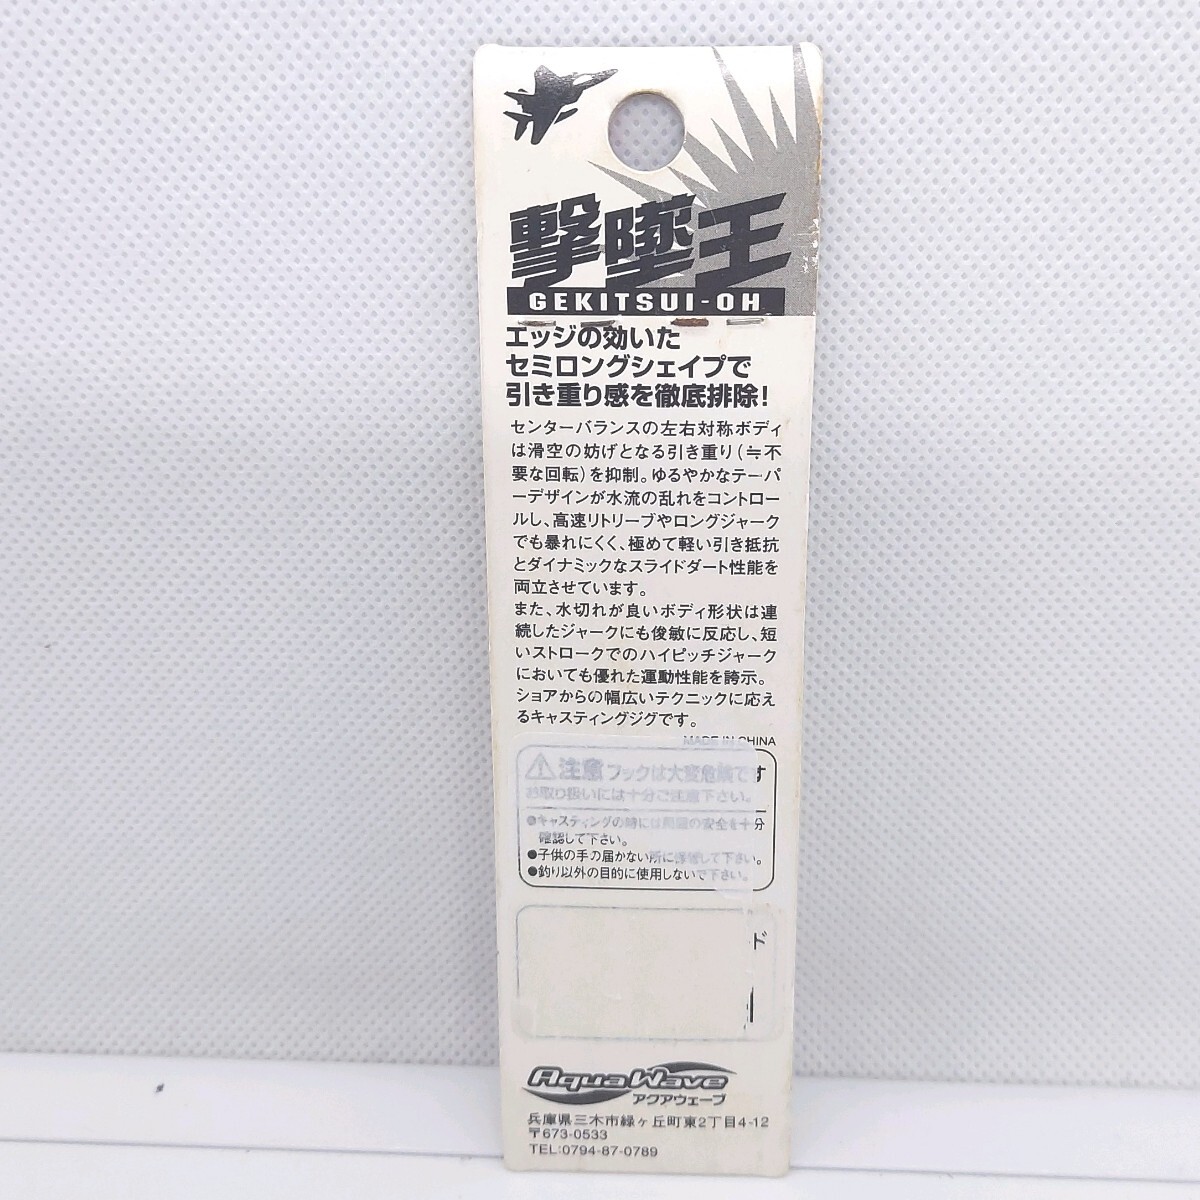 撃墜王
GEKITSUI-OH
エッジの効いた
セミロングシェイプで
引き重り感を徹底排除!
センターバランスの左右対称ボディ
は滑空の妨げとなる引き重り(≒不
要な回転)を抑制。ゆるやかなテーパ
ーデザインが水流の乱れをコントロー
ルし、高速リトリーブやロングジャーク
でも暴れにくく、極めて軽い引き抵抗
とダイナミックなスライドダート性能を
両立させています。
また、水切れが良いボディ形状は連
続したジャークにも俊敏に反応し、短
いストロークでのハイピッチジャーク
においても優れた運動性能を誇示。
ショアからの幅広いテクニックに応え
るキャスティングジグです。
MADE IN CHINA
注意 フックは大変危険です
お取り扱いには十分ご注意下さい。
●キャスティングの時には周囲の安全を十分
確認して下さい。
●子供の手の届かない所に保管して下さい。
●釣り以外の目的に使用しないで下さい。
ド
Aqua Wave
アクアウェーブ
兵庫県三木市緑ヶ丘町東2丁目4-12
〒673-0533
TEL:0794-87-0789